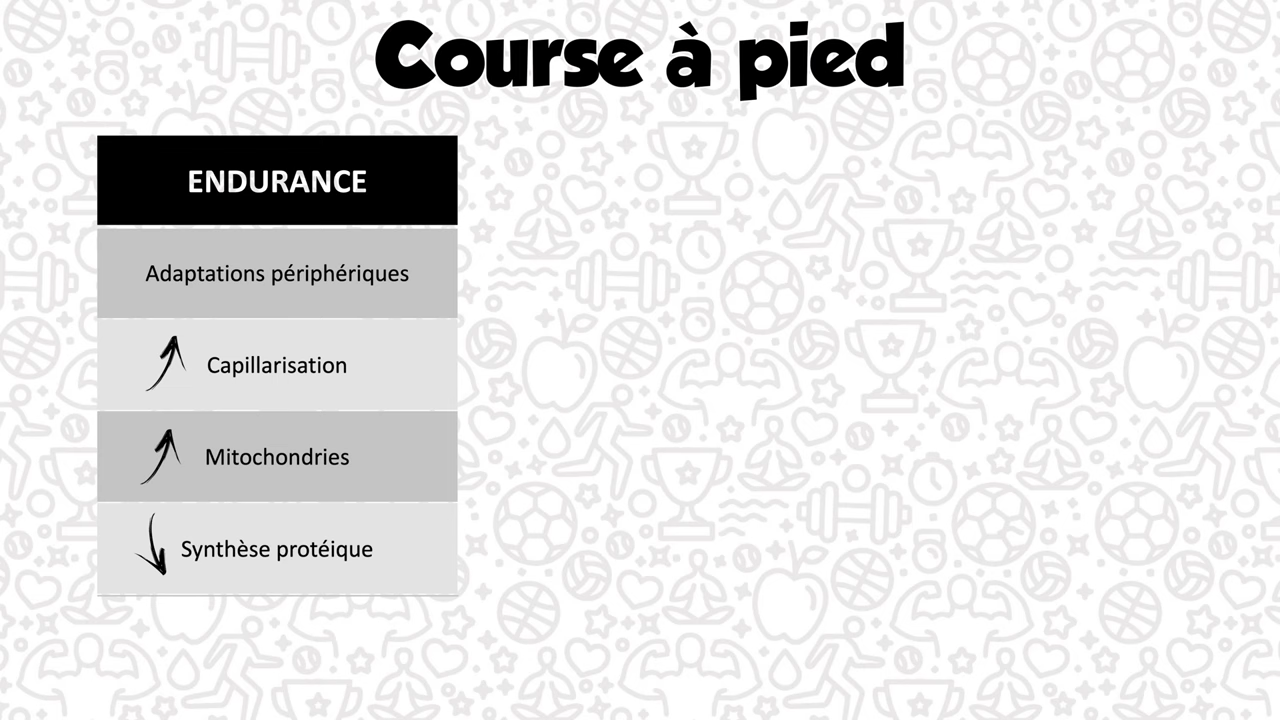 Course à pied
ENDURANCE
Adaptations périphériques
Capillarisation
Mitochondries
Synthèse protéique